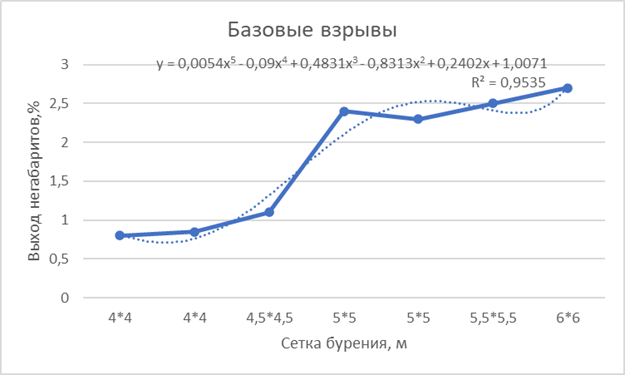 Базовые взрывы
y = 0,0054x⁵ - 0,09x⁴ + 0,4831x³ - 0,8313x² + 0,2402x + 1,0071
R² = 0,9535
Выход негабаритов,%
3
2,5
2
1,5
1
0,5
0
4*4 4*4 4,5*4,5 5*5 5*5 5,5*5,5 6*6
Сетка бурения, м